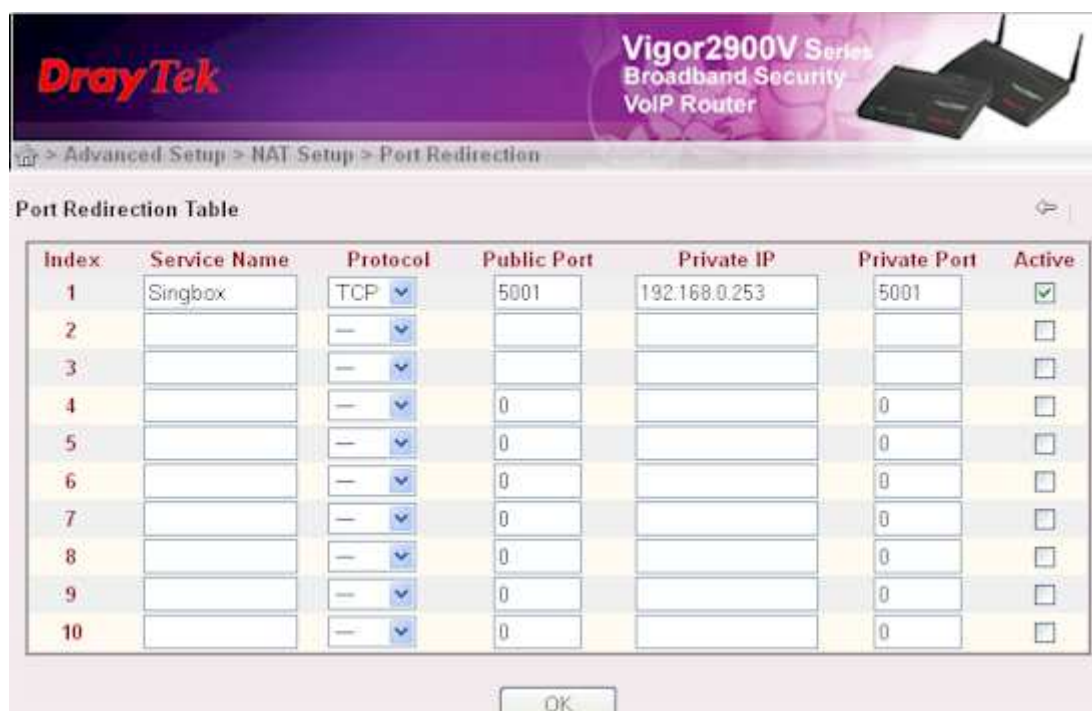 DrayTek
Vigor2900V Series
Broadband Security
VoIP Router
> Advanced Setup > NAT Setup > Port Redirection
Port Redirection Table
Index Service Name Protocol Public Port Private IP Private Port Active
1 Singbox TCP 5001 192.168.0.253 5001
2 ---
3 ---
4 --- 0 0
5 --- 0 0
6 --- 0 0
7 --- 0 0
8 --- 0 0
9 --- 0 0
10 --- 0 0
OK